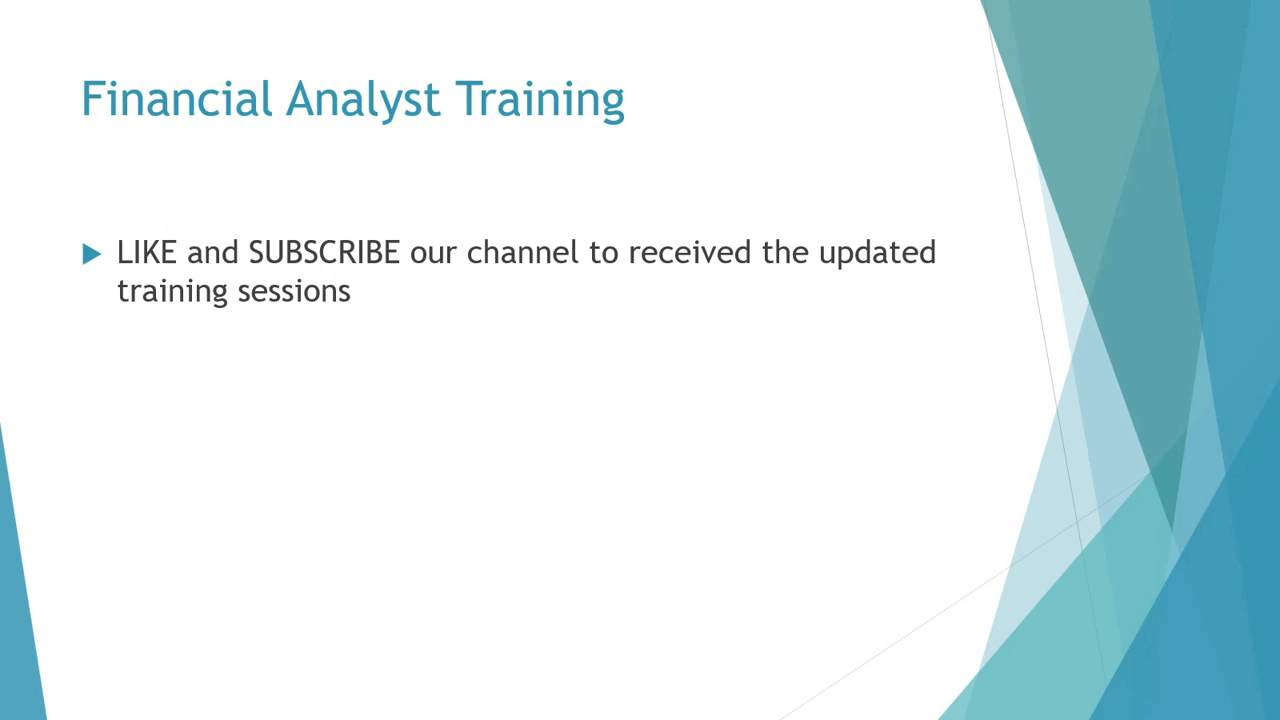 Financial Analyst Training
LIKE and SUBSCRIBE our channel to received the updated
training sessions